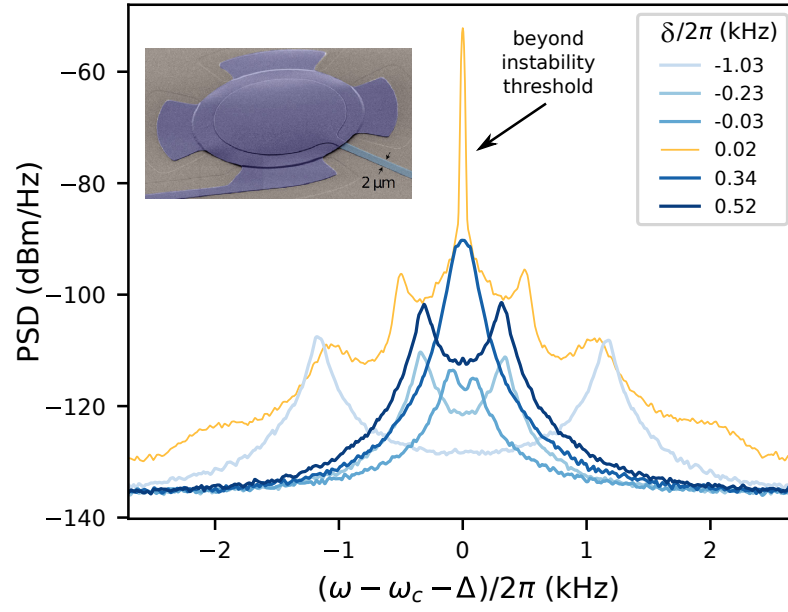 beyond
instability
threshold
δ/2π (kHz)
-1.03
-0.23
-0.03
0.02
0.34
0.52
2 μm
PSD (dBm/Hz)
−60
−80
−100
−120
−140
−2 −1 0 1 2
(ω − ω_c − Δ)/2π (kHz)